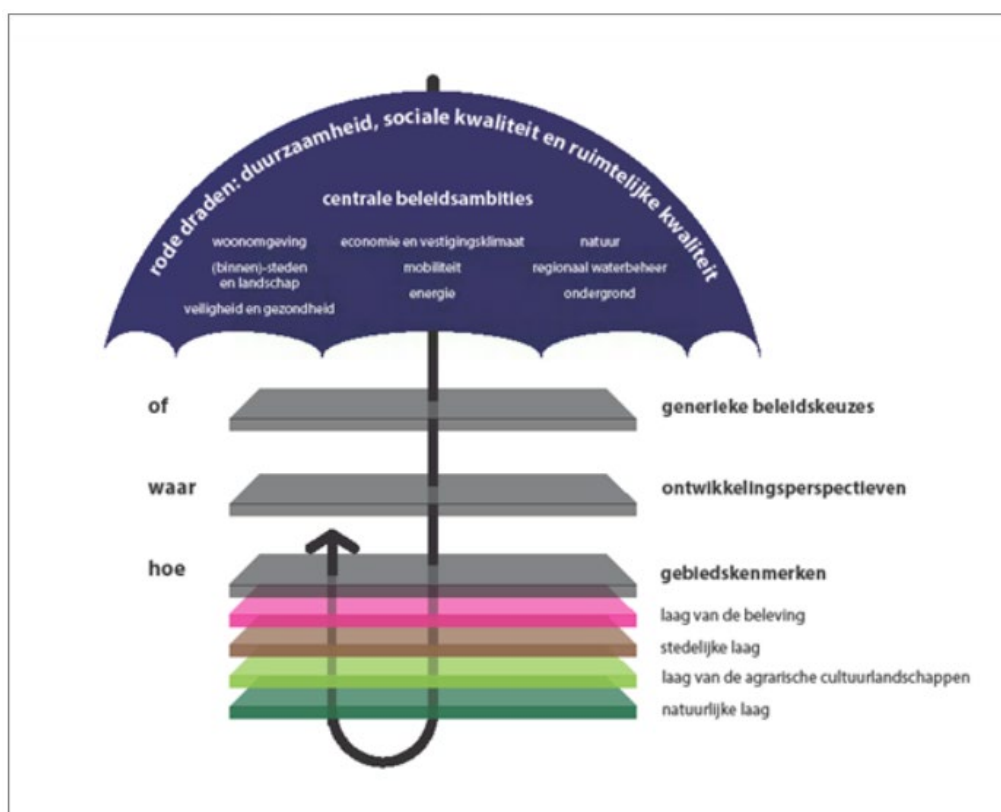 rode draden: duurzaamheid, sociale kwaliteit en ruimtelijke kwaliteit
centrale beleidsambities
woonomgeving
(binnen)-steden
en landschap
veiligheid en gezondheid
economie en vestigingsklimaat
mobiliteit
energie
natuur
regionaal waterbeheer
ondergrond
of
generieke beleidskeuzes
waar
ontwikkelingsperspectieven
hoe
gebiedskenmerken
laag van de beleving
stedelijke laag
laag van de agrarische cultuurlandschappen
natuurlijke laag